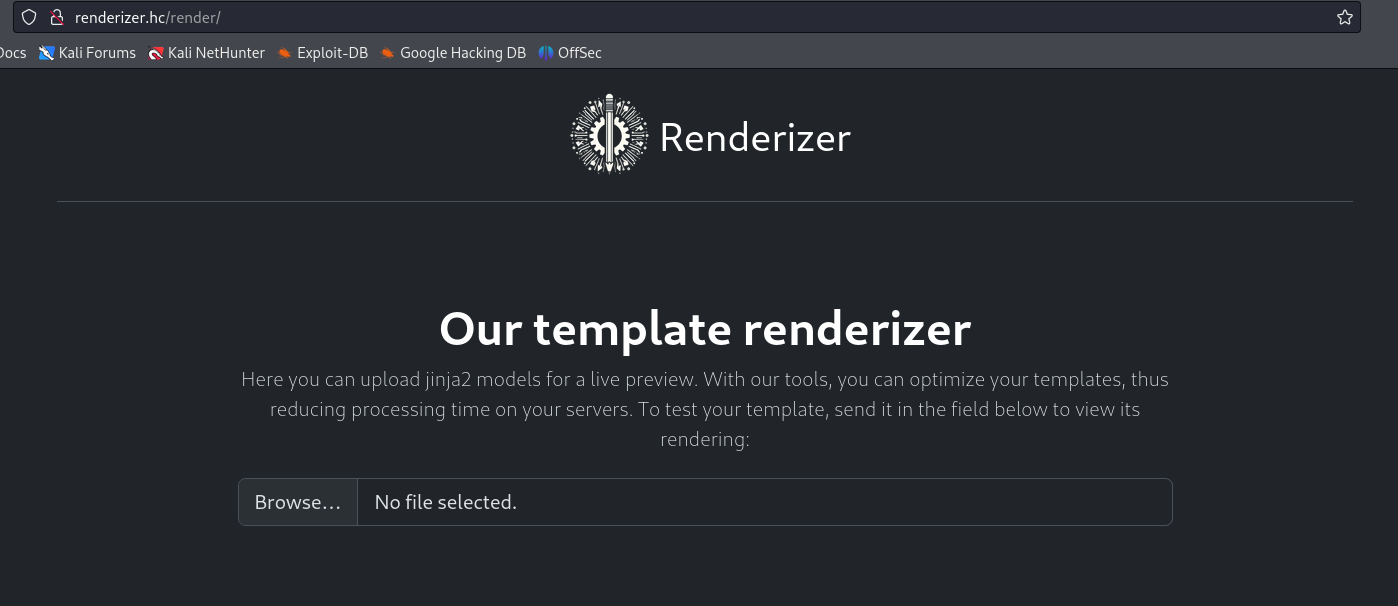 renderizer.hc/render/
Docs Kali Forums Kali NetHunter Exploit-DB Google Hacking DB OffSec
Renderizer
Our template renderizer
Here you can upload jinja2 models for a live preview. With our tools, you can optimize your templates, thus
reducing processing time on your servers. To test your template, send it in the field below to view its
rendering:
Browse... No file selected.